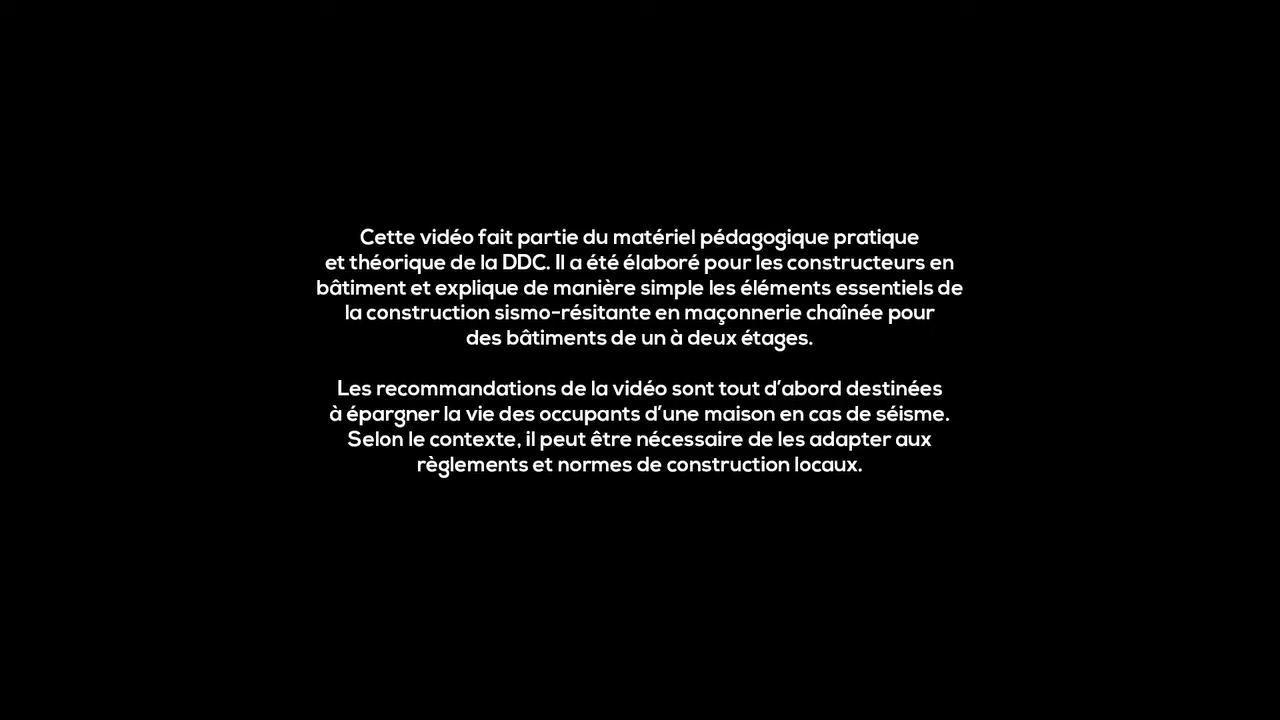 Cette vidéo fait partie du matériel pédagogique pratique
et théorique de la DDC. Il a été élaboré pour les constructeurs en
bâtiment et explique de manière simple les éléments essentiels de
la construction sismo-résitante en maçonnerie chaînée pour
des bâtiments de un à deux étages.
Les recommandations de la vidéo sont tout d’abord destinées
à épargner la vie des occupants d’une maison en cas de séisme.
Selon le contexte, il peut être nécessaire de les adapter aux
règlements et normes de construction locaux.